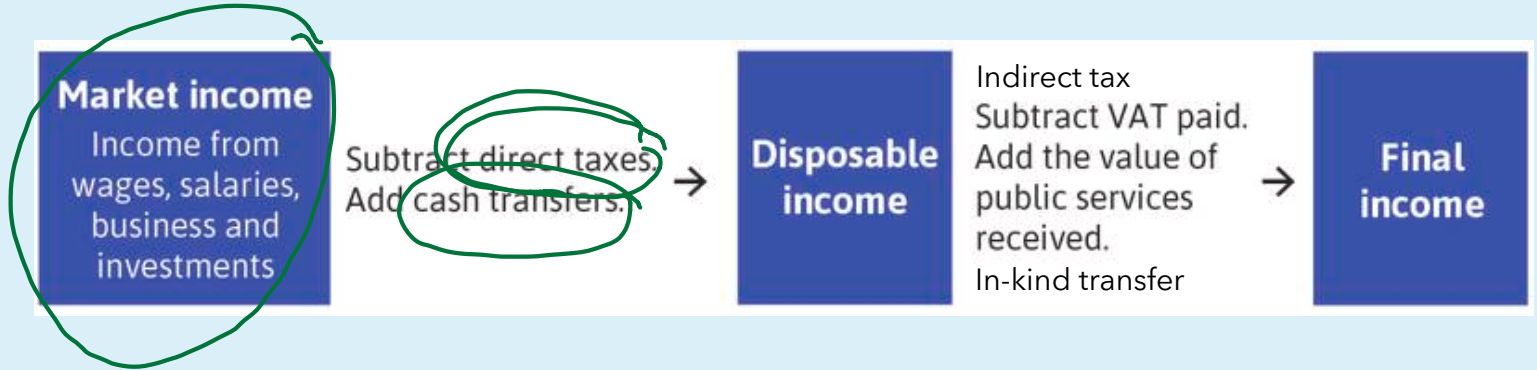 Market income
Income from
wages, salaries,
business and
investments
Subtract direct taxes.
Add cash transfers.
→
Disposable
income
Indirect tax
Subtract VAT paid.
Add the value of
public services
received.
In-kind transfer
→
Final
income